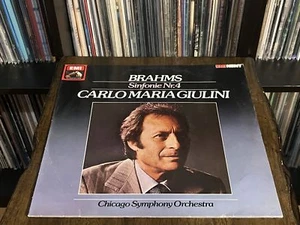 EMI
BRAHMS
Sinfonie Nr.4
CARLO MARIA GIULINI
Chicago Symphony Orchestra